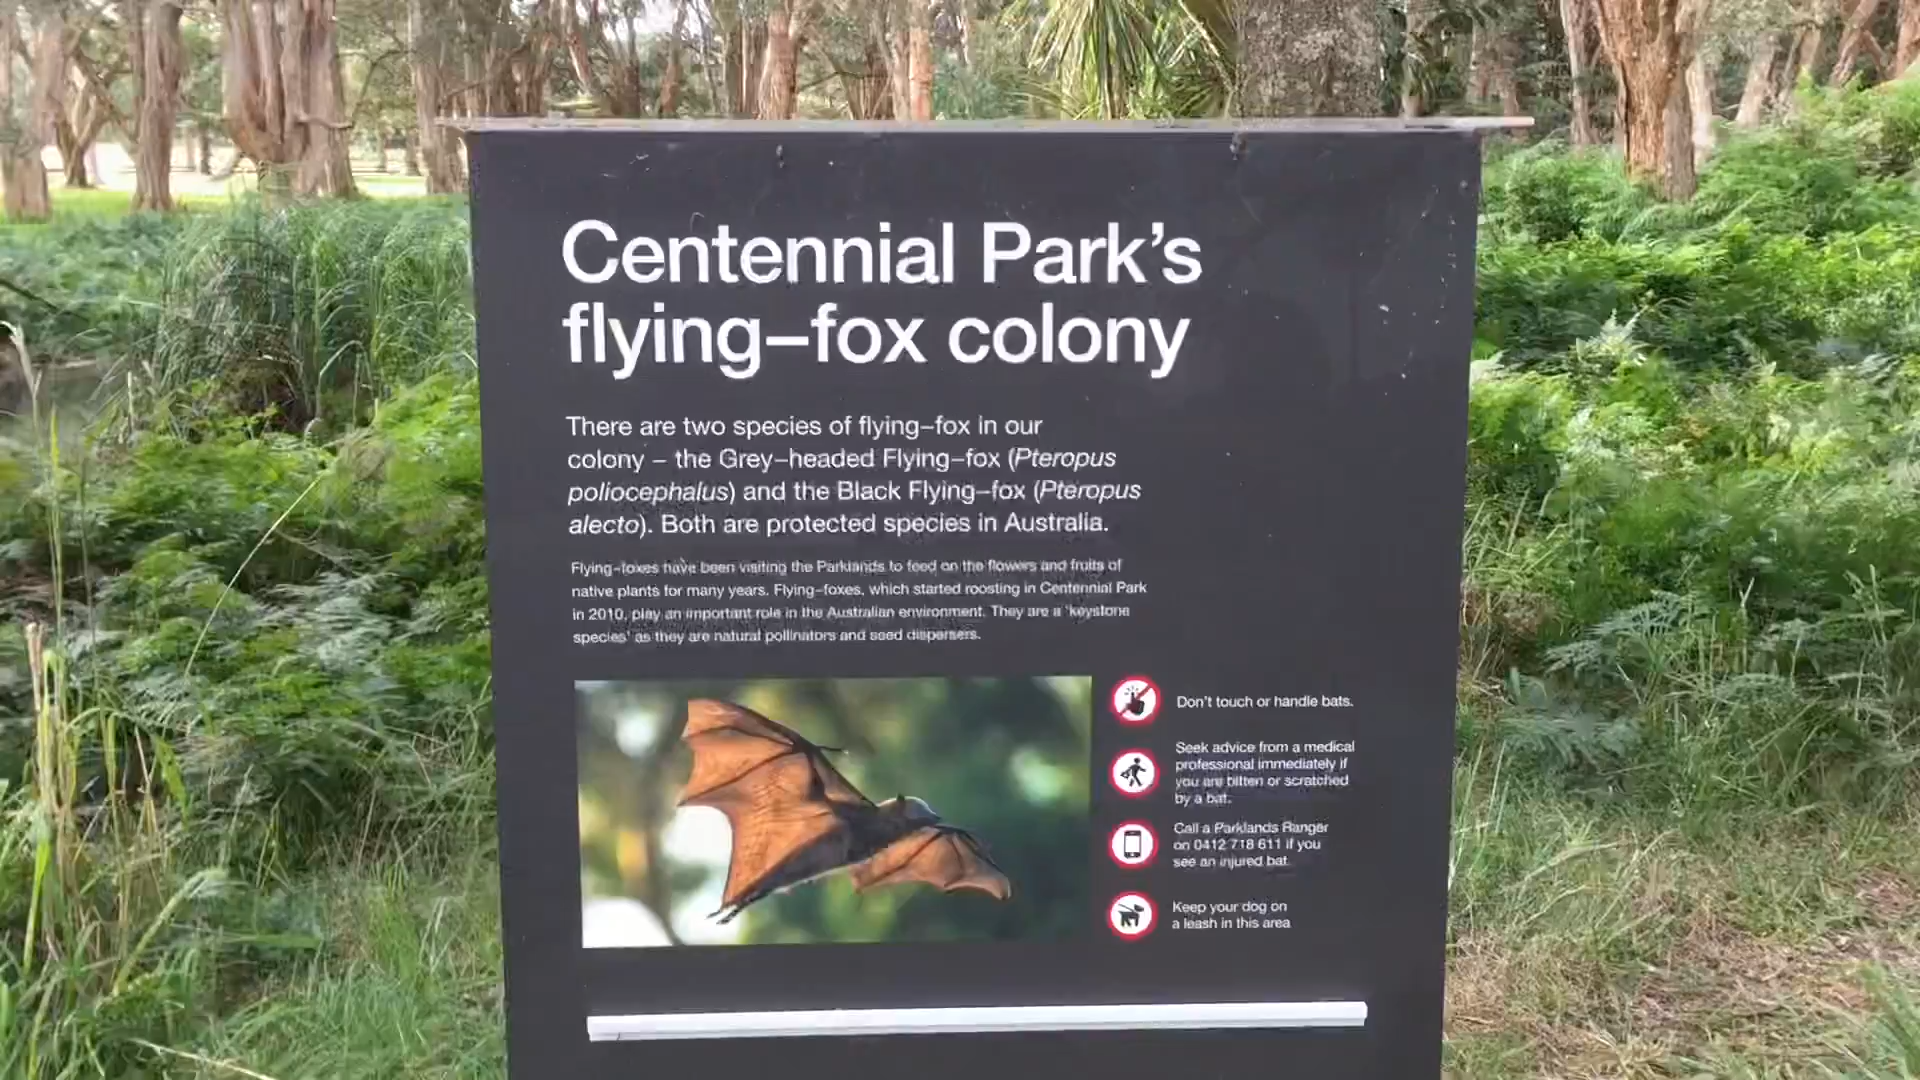 Centennial Park's
flying–fox colony
There are two species of flying–fox in our
colony – the Grey–headed Flying–fox (Pteropus
poliocephalus) and the Black Flying–fox (Pteropus
alecto). Both are protected species in Australia.
Flying–foxes have been visiting the Parklands to feed on the flowers and fruits of
native plants for many years. Flying–foxes, which started roosting in Centennial Park
in 2010, play an important role in the Australian environment. They are a 'keystone
species' as they are natural pollinators and seed dispersers.
Don't touch or handle bats.
Seek advice from a medical
professional immediately if
you are bitten or scratched
by a bat.
Call a Parklands Ranger
on 0412 718 611 if you
see an injured bat.
Keep your dog on
a leash in this area